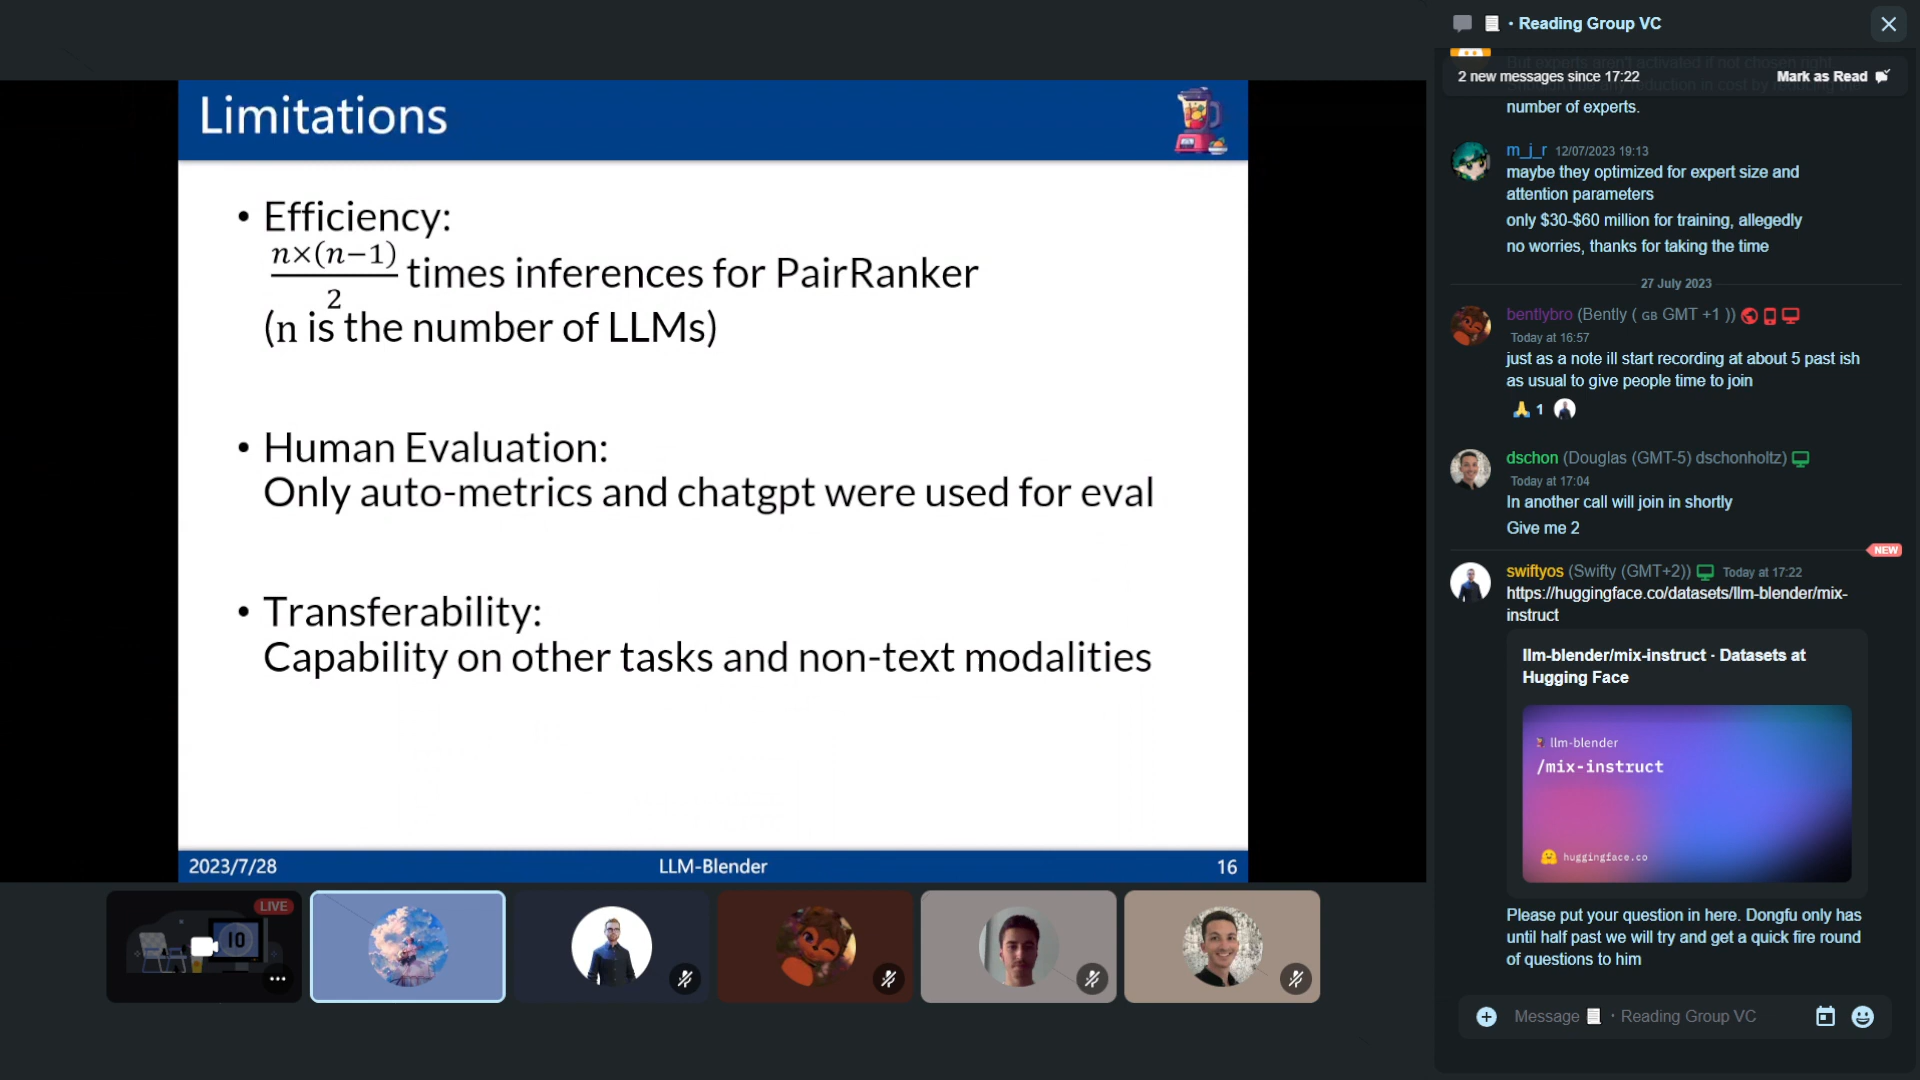 Limitations
• Efficiency:
n×(n−1)
2
times inferences for PairRanker
(n is the number of LLMs)
• Human Evaluation:
Only auto-metrics and chatgpt were used for eval
• Transferability:
Capability on other tasks and non-text modalities
2023/7/28
LLM-Blender
16
LIVE
10
• Reading Group VC
But experts aren't activated if not chosen right
2 new messages since 17:22
Mark as Read
number of experts.
m_j_r 12/07/2023 19:13
maybe they optimized for expert size and
attention parameters
only $30-$60 million for training, allegedly
no worries, thanks for taking the time
27 July 2023
bentlybro (Bently ( GB GMT +1 ))
Today at 16:57
just as a note ill start recording at about 5 past ish
as usual to give people time to join
1
dschon (Douglas (GMT-5) dschonholtz)
Today at 17:04
In another call will join in shortly
Give me 2
NEW
swiftyos (Swifty (GMT+2)) Today at 17:22
https://huggingface.co/datasets/llm-blender/mix-
instruct
llm-blender/mix-instruct · Datasets at
Hugging Face
llm-blender
/mix-instruct
huggingface.co
Please put your question in here. Dongfu only has
until half past we will try and get a quick fire round
of questions to him
Message • Reading Group VC